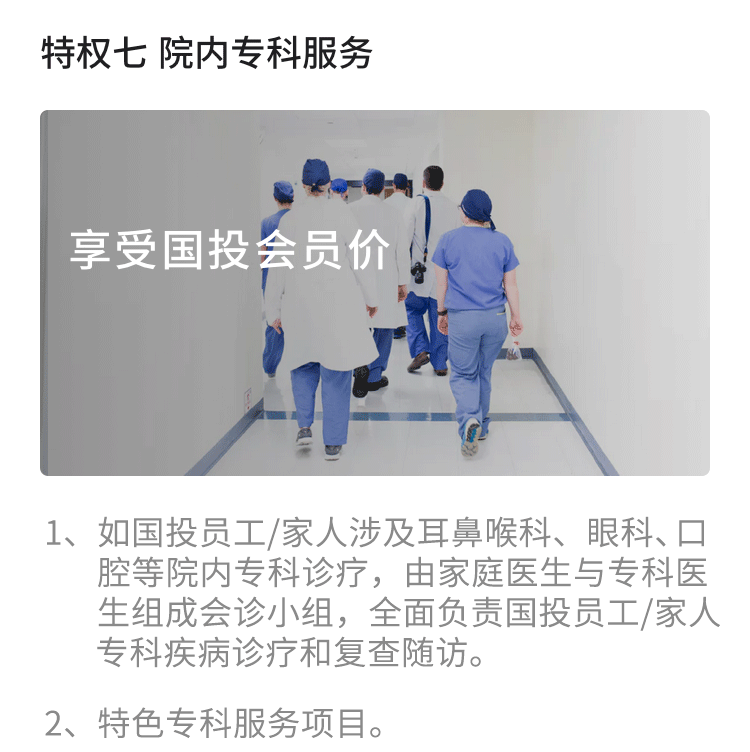 特权七 院内专科服务
享受国投会员价
1、如国投员工/家人涉及耳鼻喉科、眼科、口
腔等院内专科诊疗，由家庭医生与专科医
生组成会诊小组，全面负责国投员工/家人
专科疾病诊疗和复查随访。
2、特色专科服务项目。